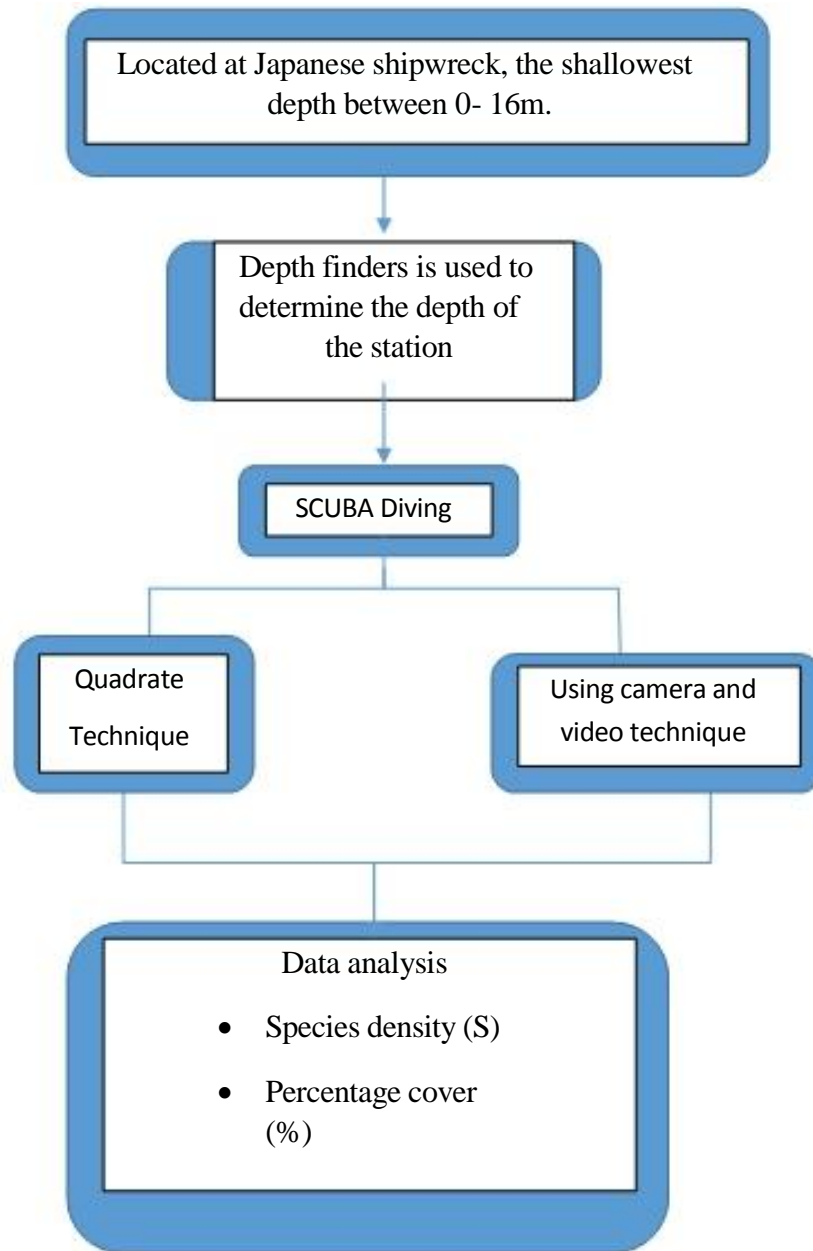 Located at Japanese shipwreck, the shallowest
depth between 0- 16m.
Depth finders is used to
determine the depth of
the station
SCUBA Diving
Quadrate
Technique
Using camera and
video technique
Data analysis
• Species density (S)
• Percentage cover
(%)